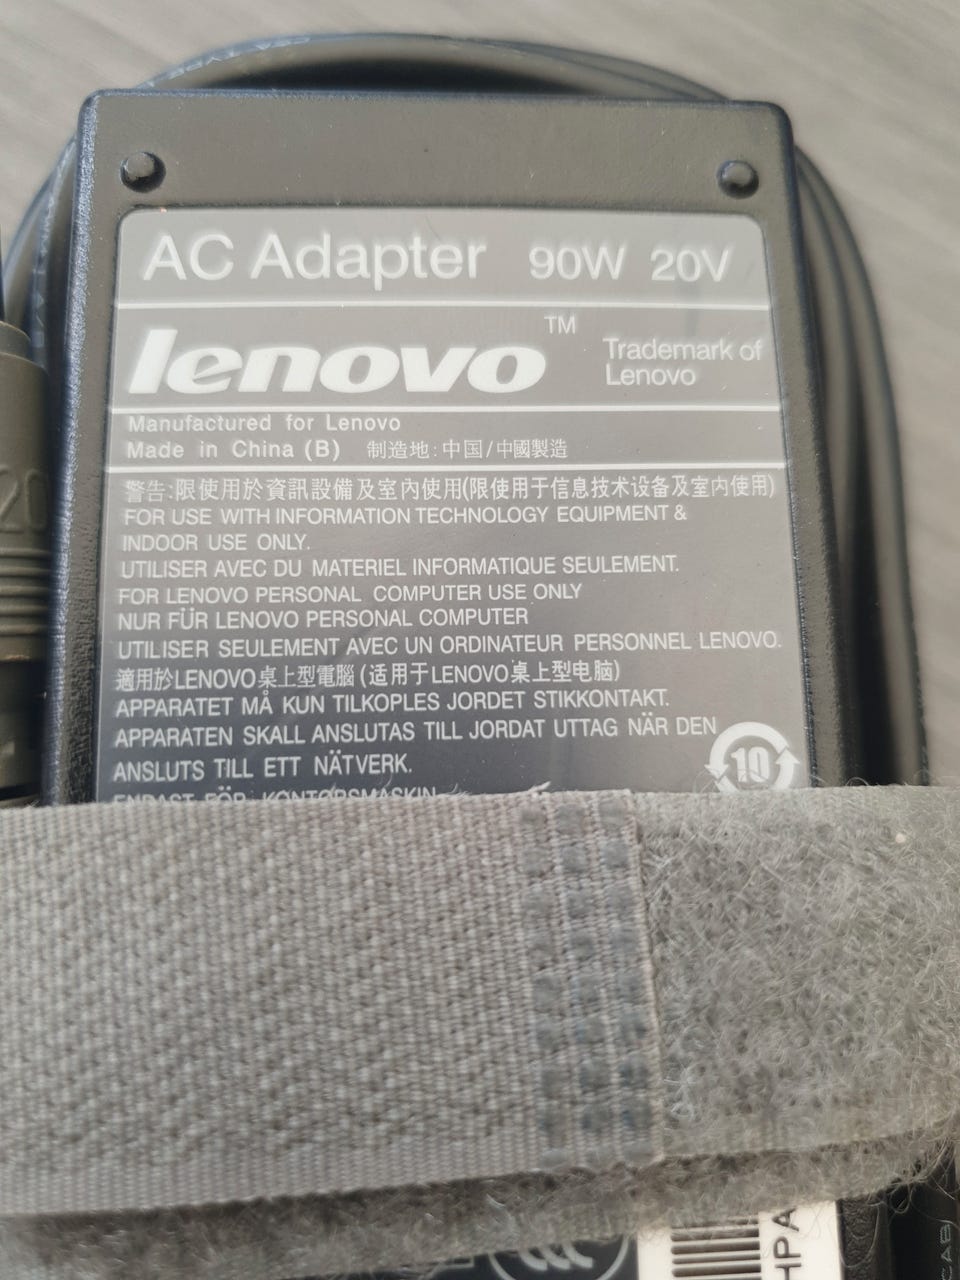 AC Adapter 90W 20V
lenovo™
Trademark of
Lenovo
Manufactured for Lenovo
Made in China (B) 制造地: 中国/中國製造
警告:限使用於資訊設備及室內使用(限使用于信息技术设备及室内使用)
FOR USE WITH INFORMATION TECHNOLOGY EQUIPMENT &
INDOOR USE ONLY.
UTILISER AVEC DU MATERIEL INFORMATIQUE SEULEMENT.
FOR LENOVO PERSONAL COMPUTER USE ONLY
NUR FÜR LENOVO PERSONAL COMPUTER
UTILISER SEULEMENT AVEC UN ORDINATEUR PERSONNEL LENOVO.
適用於LENOVO桌上型電腦(适用于LENOVO桌上型电脑)
APPARATET MÅ KUN TILKOPLES JORDET STIKKONTAKT.
APPARATEN SKALL ANSLUTAS TILL JORDAT UTTAG NÄR DEN
ANSLUTS TILL ETT NÄTVERK.
10
ENDAST FÖR KONTORSMASKIN
20